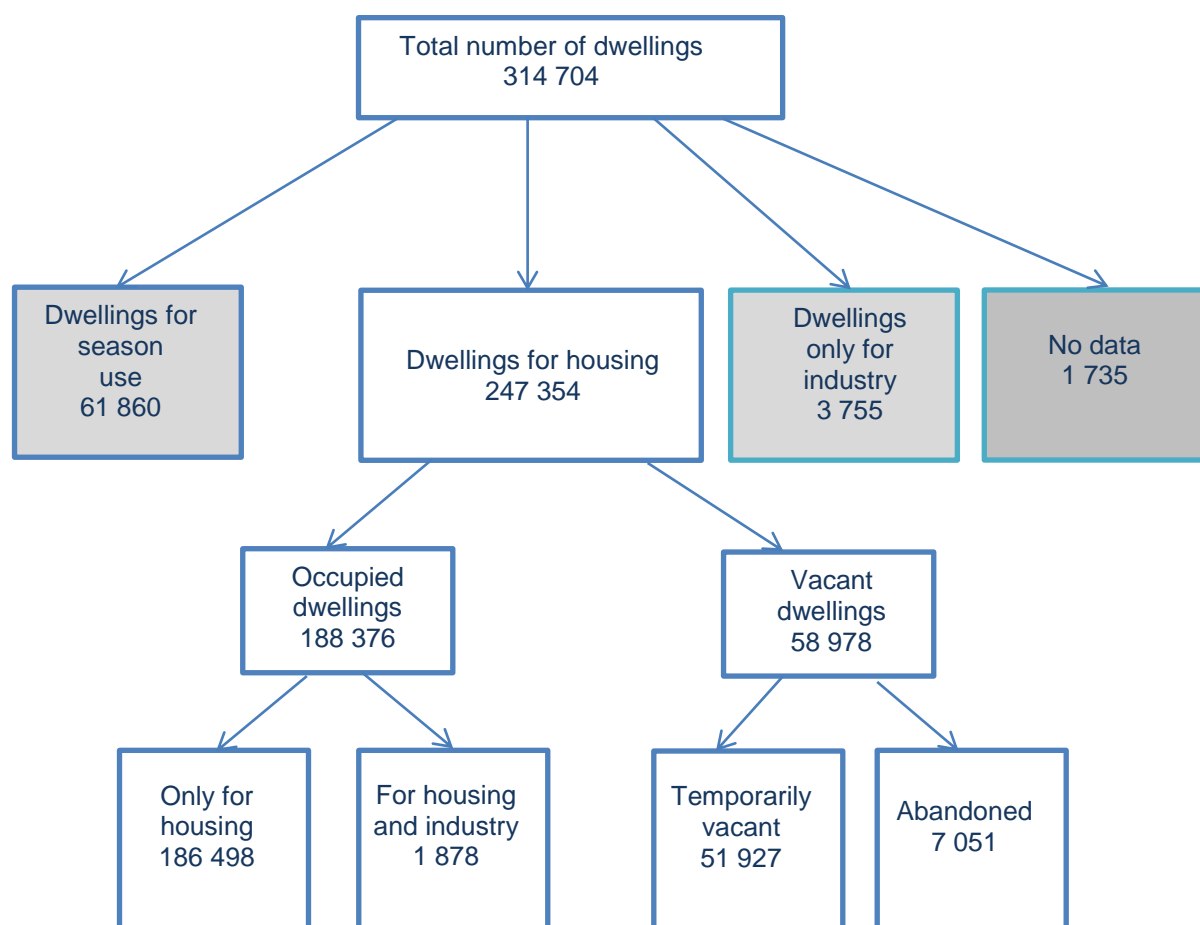 Total number of dwellings
314 704
Dwellings for
season
use
61 860
Dwellings for housing
247 354
Dwellings
only for
industry
3 755
No data
1 735
Occupied
dwellings
188 376
Vacant
dwellings
58 978
Only for
housing
186 498
For housing
and industry
1 878
Temporarily
vacant
51 927
Abandoned
7 051